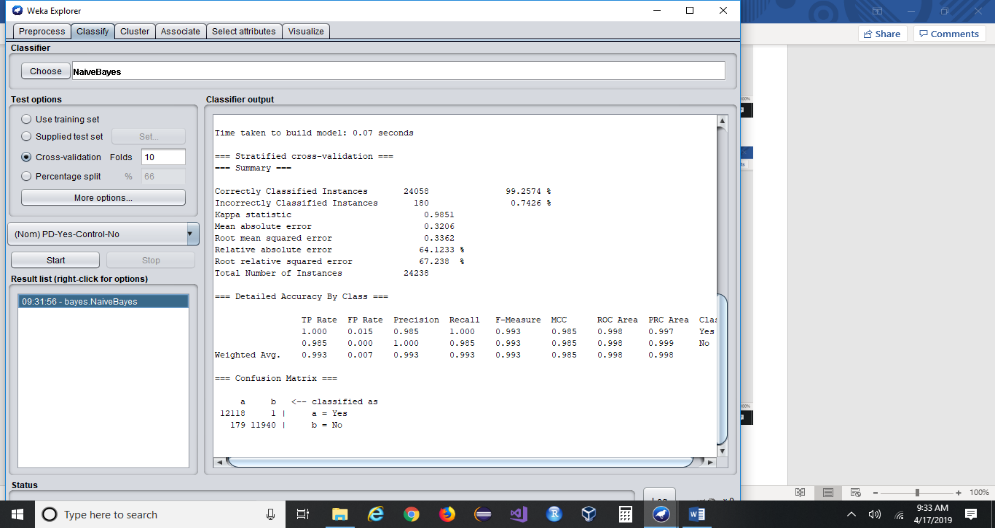 Weka Explorer
Preprocess Classify Cluster Associate Select attributes Visualize
Share Comments
Classifier
Choose NaiveBayes
Test options
Use training set
Supplied test set Set...
Cross-validation Folds 10
Percentage split % 66
More options...
(Nom) PD-Yes-Control-No
Start Stop
Result list (right-click for options)
09:31:56 - bayes.NaiveBayes
Classifier output
Time taken to build model: 0.07 seconds
=== Stratified cross-validation ===
=== Summary ===
Correctly Classified Instances 24058 99.2574 %
Incorrectly Classified Instances 180 0.7426 %
Kappa statistic 0.9851
Mean absolute error 0.3206
Root mean squared error 0.3362
Relative absolute error 64.1233 %
Root relative squared error 67.238 %
Total Number of Instances 24238
=== Detailed Accuracy By Class ===
TP Rate FP Rate Precision Recall F-Measure MCC ROC Area PRC Area Clas
1.000 0.015 0.985 1.000 0.993 0.985 0.998 0.997 Yes
0.985 0.000 1.000 0.985 0.993 0.985 0.998 0.999 No
Weighted Avg. 0.993 0.007 0.993 0.993 0.993 0.985 0.998 0.998
=== Confusion Matrix ===
a b <-- classified as
12118 1 | a = Yes
179 11940 | b = No
Status
100%
Type here to search
9:33 AM
4/17/2019